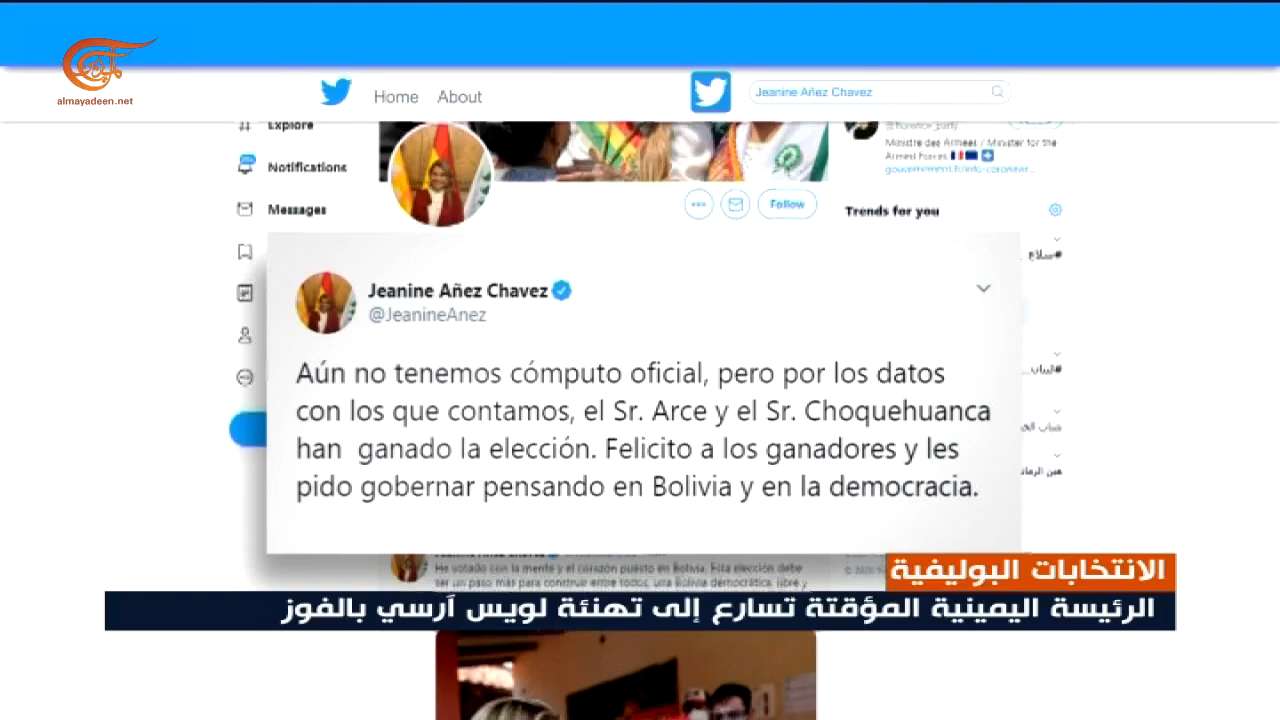 almayadeen.net
Home About
Jeanine Añez Chavez
Explore
Notifications
Messages
Ministre des Armées / Minister for the
Armed Forces
Follow
Trends for you
#سلاح
Jeanine Añez Chavez
@JeanineAnez
Aún no tenemos cómputo oficial, pero por los datos
con los que contamos, el Sr. Arce y el Sr. Choquehuanca
han ganado la elección. Felicito a los ganadores y les
pido gobernar pensando en Bolivia y en la democracia.
He votado con la mente y el corazón puesto en Bolivia. Esta elección debe
ser un paso más para construir entre todos, una Bolivia democrática, libre y
الانتخابات البوليفية
الرئيسة اليمينية المؤقتة تسارع إلى تهنئة لويس آرسي بالفوز